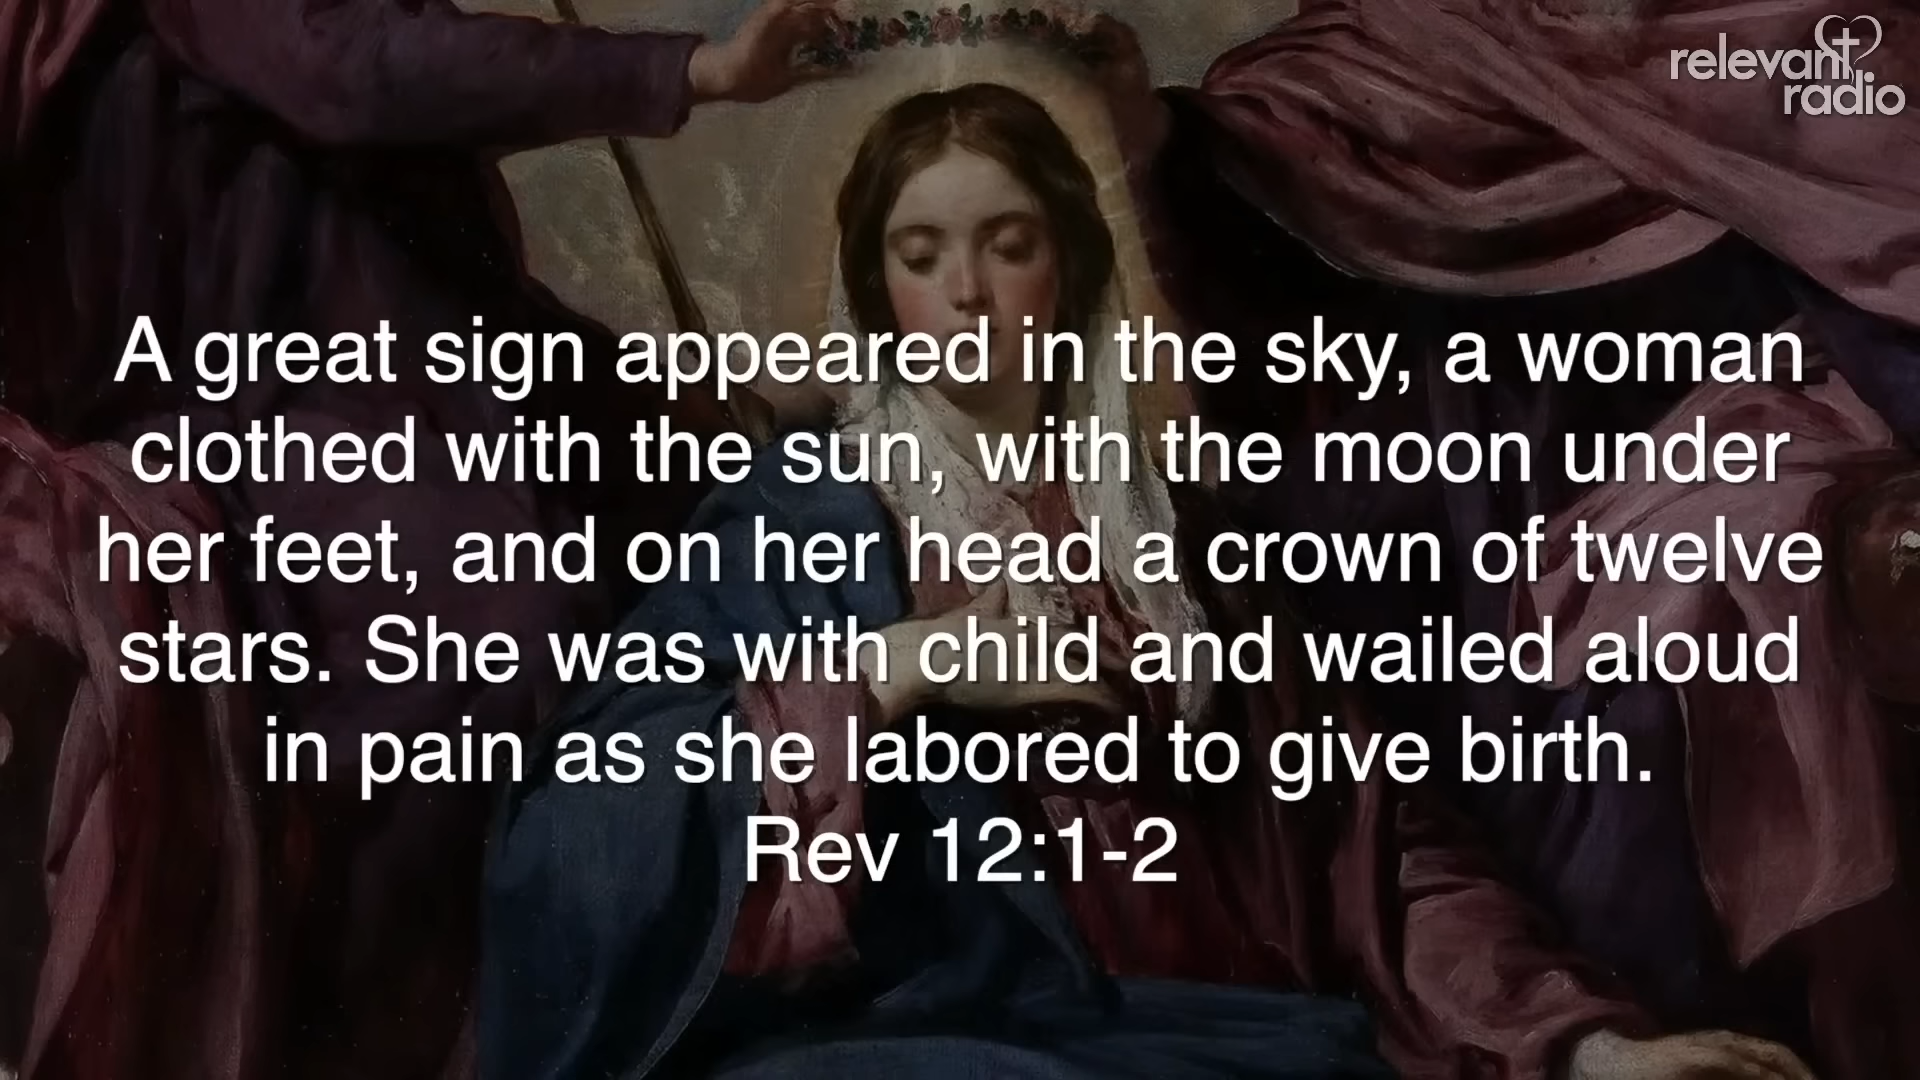 relevant
radio
A great sign appeared in the sky, a woman
clothed with the sun, with the moon under
her feet, and on her head a crown of twelve
stars. She was with child and wailed aloud
in pain as she labored to give birth.
Rev 12:1-2